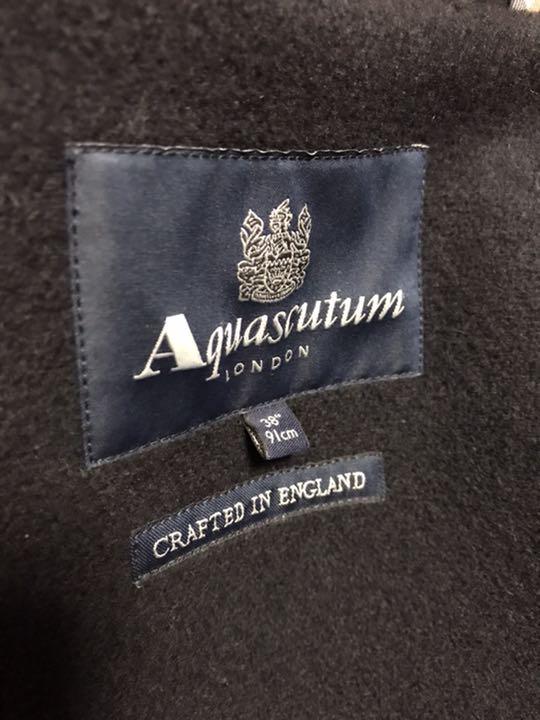 Aquascutum
LONDON
38"
91cm
CRAFTED IN ENGLAND